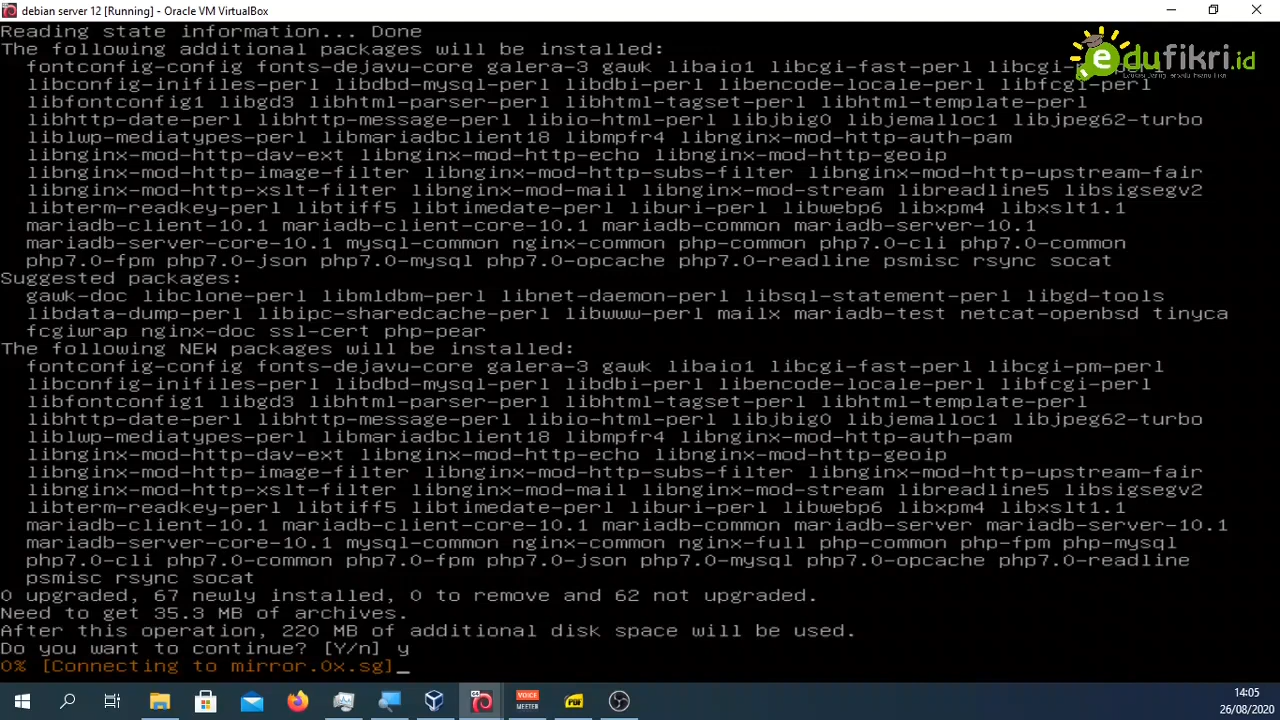 debian server 12 [Running] - Oracle VM VirtualBox
Reading state information... Done
The following additional packages will be installed:
fontconfig-config fonts-dejavu-core galera-3 gawk libaio1 libcgi-fast-perl libcgi-pm-perl
edufikri.id
libconfig-inifiles-perl libdbd-mysql-perl libdbi-perl libencode-locale-perl libfcgi-perl
libfontconfig1 libgd3 libhtml-parser-perl libhtml-tagset-perl libhtml-template-perl
libhttp-date-perl libhttp-message-perl libio-html-perl libjbig0 libjemalloc1 libjpeg62-turbo
liblwp-mediatypes-perl libmariadbclient18 libmpfr4 libnginx-mod-http-auth-pam
libnginx-mod-http-dav-ext libnginx-mod-http-echo libnginx-mod-http-geoip
libnginx-mod-http-image-filter libnginx-mod-http-subs-filter libnginx-mod-http-upstream-fair
libnginx-mod-http-xslt-filter libnginx-mod-mail libnginx-mod-stream libreadline5 libsigsegv2
libterm-readkey-perl libtiff5 libtimedate-perl liburi-perl libwebp6 libxpm4 libxslt1.1
mariadb-client-10.1 mariadb-client-core-10.1 mariadb-common mariadb-server-10.1
mariadb-server-core-10.1 mysql-common nginx-common php-common php7.0-cli php7.0-common
php7.0-fpm php7.0-json php7.0-mysql php7.0-opcache php7.0-readline psmisc rsync socat
Suggested packages:
gawk-doc libclone-perl libmldbm-perl libnet-daemon-perl libsql-statement-perl libgd-tools
libdata-dump-perl libipc-sharedcache-perl libwww-perl mailx mariadb-test netcat-openbsd tinyca
fcgiwrap nginx-doc ssl-cert php-pear
The following NEW packages will be installed:
fontconfig-config fonts-dejavu-core galera-3 gawk libaio1 libcgi-fast-perl libcgi-pm-perl
libconfig-inifiles-perl libdbd-mysql-perl libdbi-perl libencode-locale-perl libfcgi-perl
libfontconfig1 libgd3 libhtml-parser-perl libhtml-tagset-perl libhtml-template-perl
libhttp-date-perl libhttp-message-perl libio-html-perl libjbig0 libjemalloc1 libjpeg62-turbo
liblwp-mediatypes-perl libmariadbclient18 libmpfr4 libnginx-mod-http-auth-pam
libnginx-mod-http-dav-ext libnginx-mod-http-echo libnginx-mod-http-geoip
libnginx-mod-http-image-filter libnginx-mod-http-subs-filter libnginx-mod-http-upstream-fair
libnginx-mod-http-xslt-filter libnginx-mod-mail libnginx-mod-stream libreadline5 libsigsegv2
libterm-readkey-perl libtiff5 libtimedate-perl liburi-perl libwebp6 libxpm4 libxslt1.1
mariadb-client-10.1 mariadb-client-core-10.1 mariadb-common mariadb-server mariadb-server-10.1
mariadb-server-core-10.1 mysql-common nginx-common nginx-full php-common php-fpm php-mysql
php7.0-cli php7.0-common php7.0-fpm php7.0-json php7.0-mysql php7.0-opcache php7.0-readline
psmisc rsync socat
0 upgraded, 67 newly installed, 0 to remove and 62 not upgraded.
Need to get 35.3 MB of archives.
After this operation, 220 MB of additional disk space will be used.
Do you want to continue? [Y/n] y
0% [Connecting to mirror.0x.sg]_
VOICE
MEETER
PDF
14:05
26/08/2020